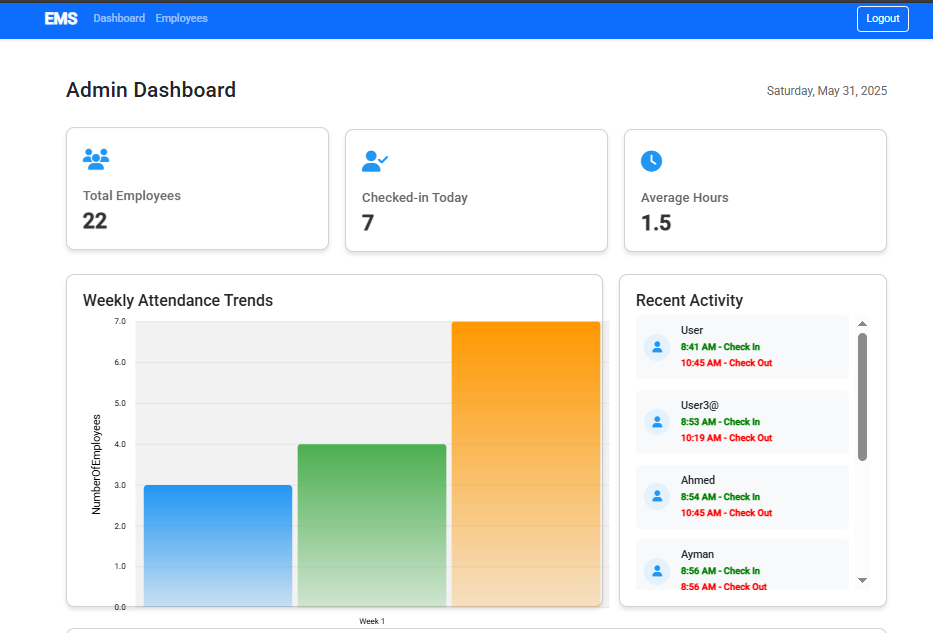 EMS Dashboard Employees Logout
Admin Dashboard
Saturday, May 31, 2025
Total Employees
22
Checked-in Today
7
Average Hours
1.5
Weekly Attendance Trends
7.0
6.0
5.0
4.0
3.0
2.0
1.0
0.0
NumberOfEmployees
Week 1
Recent Activity
User
8:41 AM - Check In
10:45 AM - Check Out
User3@
8:53 AM - Check In
10:19 AM - Check Out
Ahmed
8:54 AM - Check In
10:45 AM - Check Out
Ayman
8:56 AM - Check In
8:56 AM - Check Out